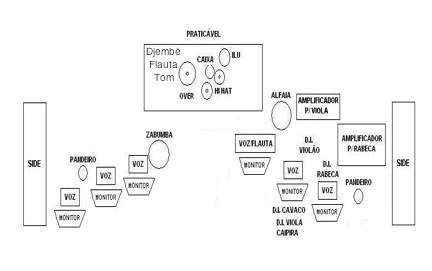 PRATICÁVEL
Djembê
Flauta
Tom
CAIXA
ILU
OVER
HI HAT
ALFAIA
AMPLIFICADOR
P/ VIOLA
ZABUMBA
VOZ/FLAUTA
MONITOR
D.I.
VIOLÃO
AMPLIFICADOR
P/ RABECA
SIDE
PANDEIRO
VOZ
MONITOR
VOZ
MONITOR
VOZ
MONITOR
VOZ
MONITOR
D.I.
RABECA
VOZ
MONITOR
PANDEIRO
SIDE
D.I. CAVACO
D.I. VIOLA
CAIPIRA